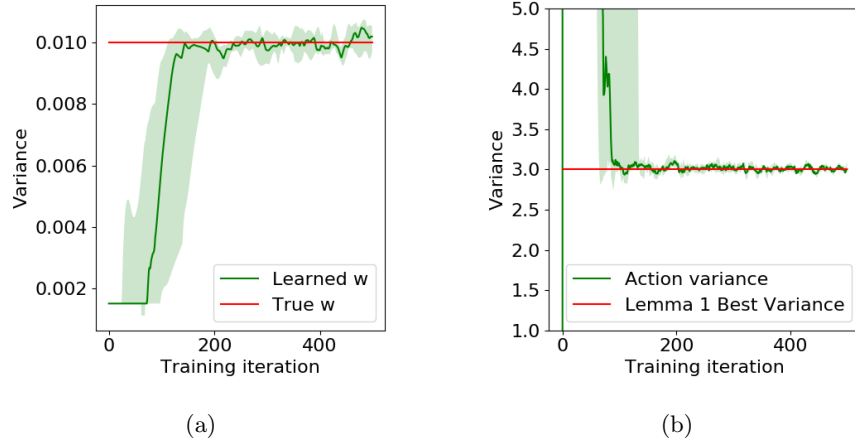 0.010
0.008
0.006
0.004
0.002
Variance
Learned w
True w
0 200 400
Training iteration
(a)
5.0
4.5
4.0
3.5
3.0
2.5
2.0
1.5
1.0
Variance
Action variance
Lemma 1 Best Variance
0 200 400
Training iteration
(b)